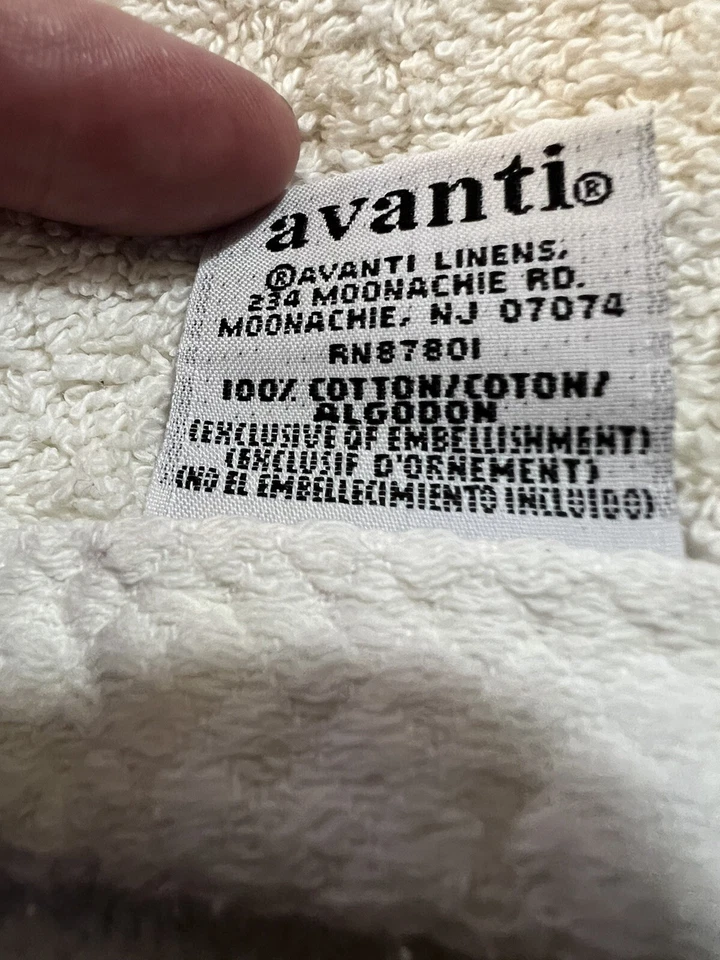 avanti®
®AVANTI LINENS,
234 MOONACHIE RD.
MOONACHIE, NJ 07074
RN87801
100% COTTON/COTON/
ALGODON
(EXCLUSIVE OF EMBELLISHMENT)
(EXCLUSIF D'ORNEMENT)
(NO EL EMBELLECIMIENTO INCLUIDO)